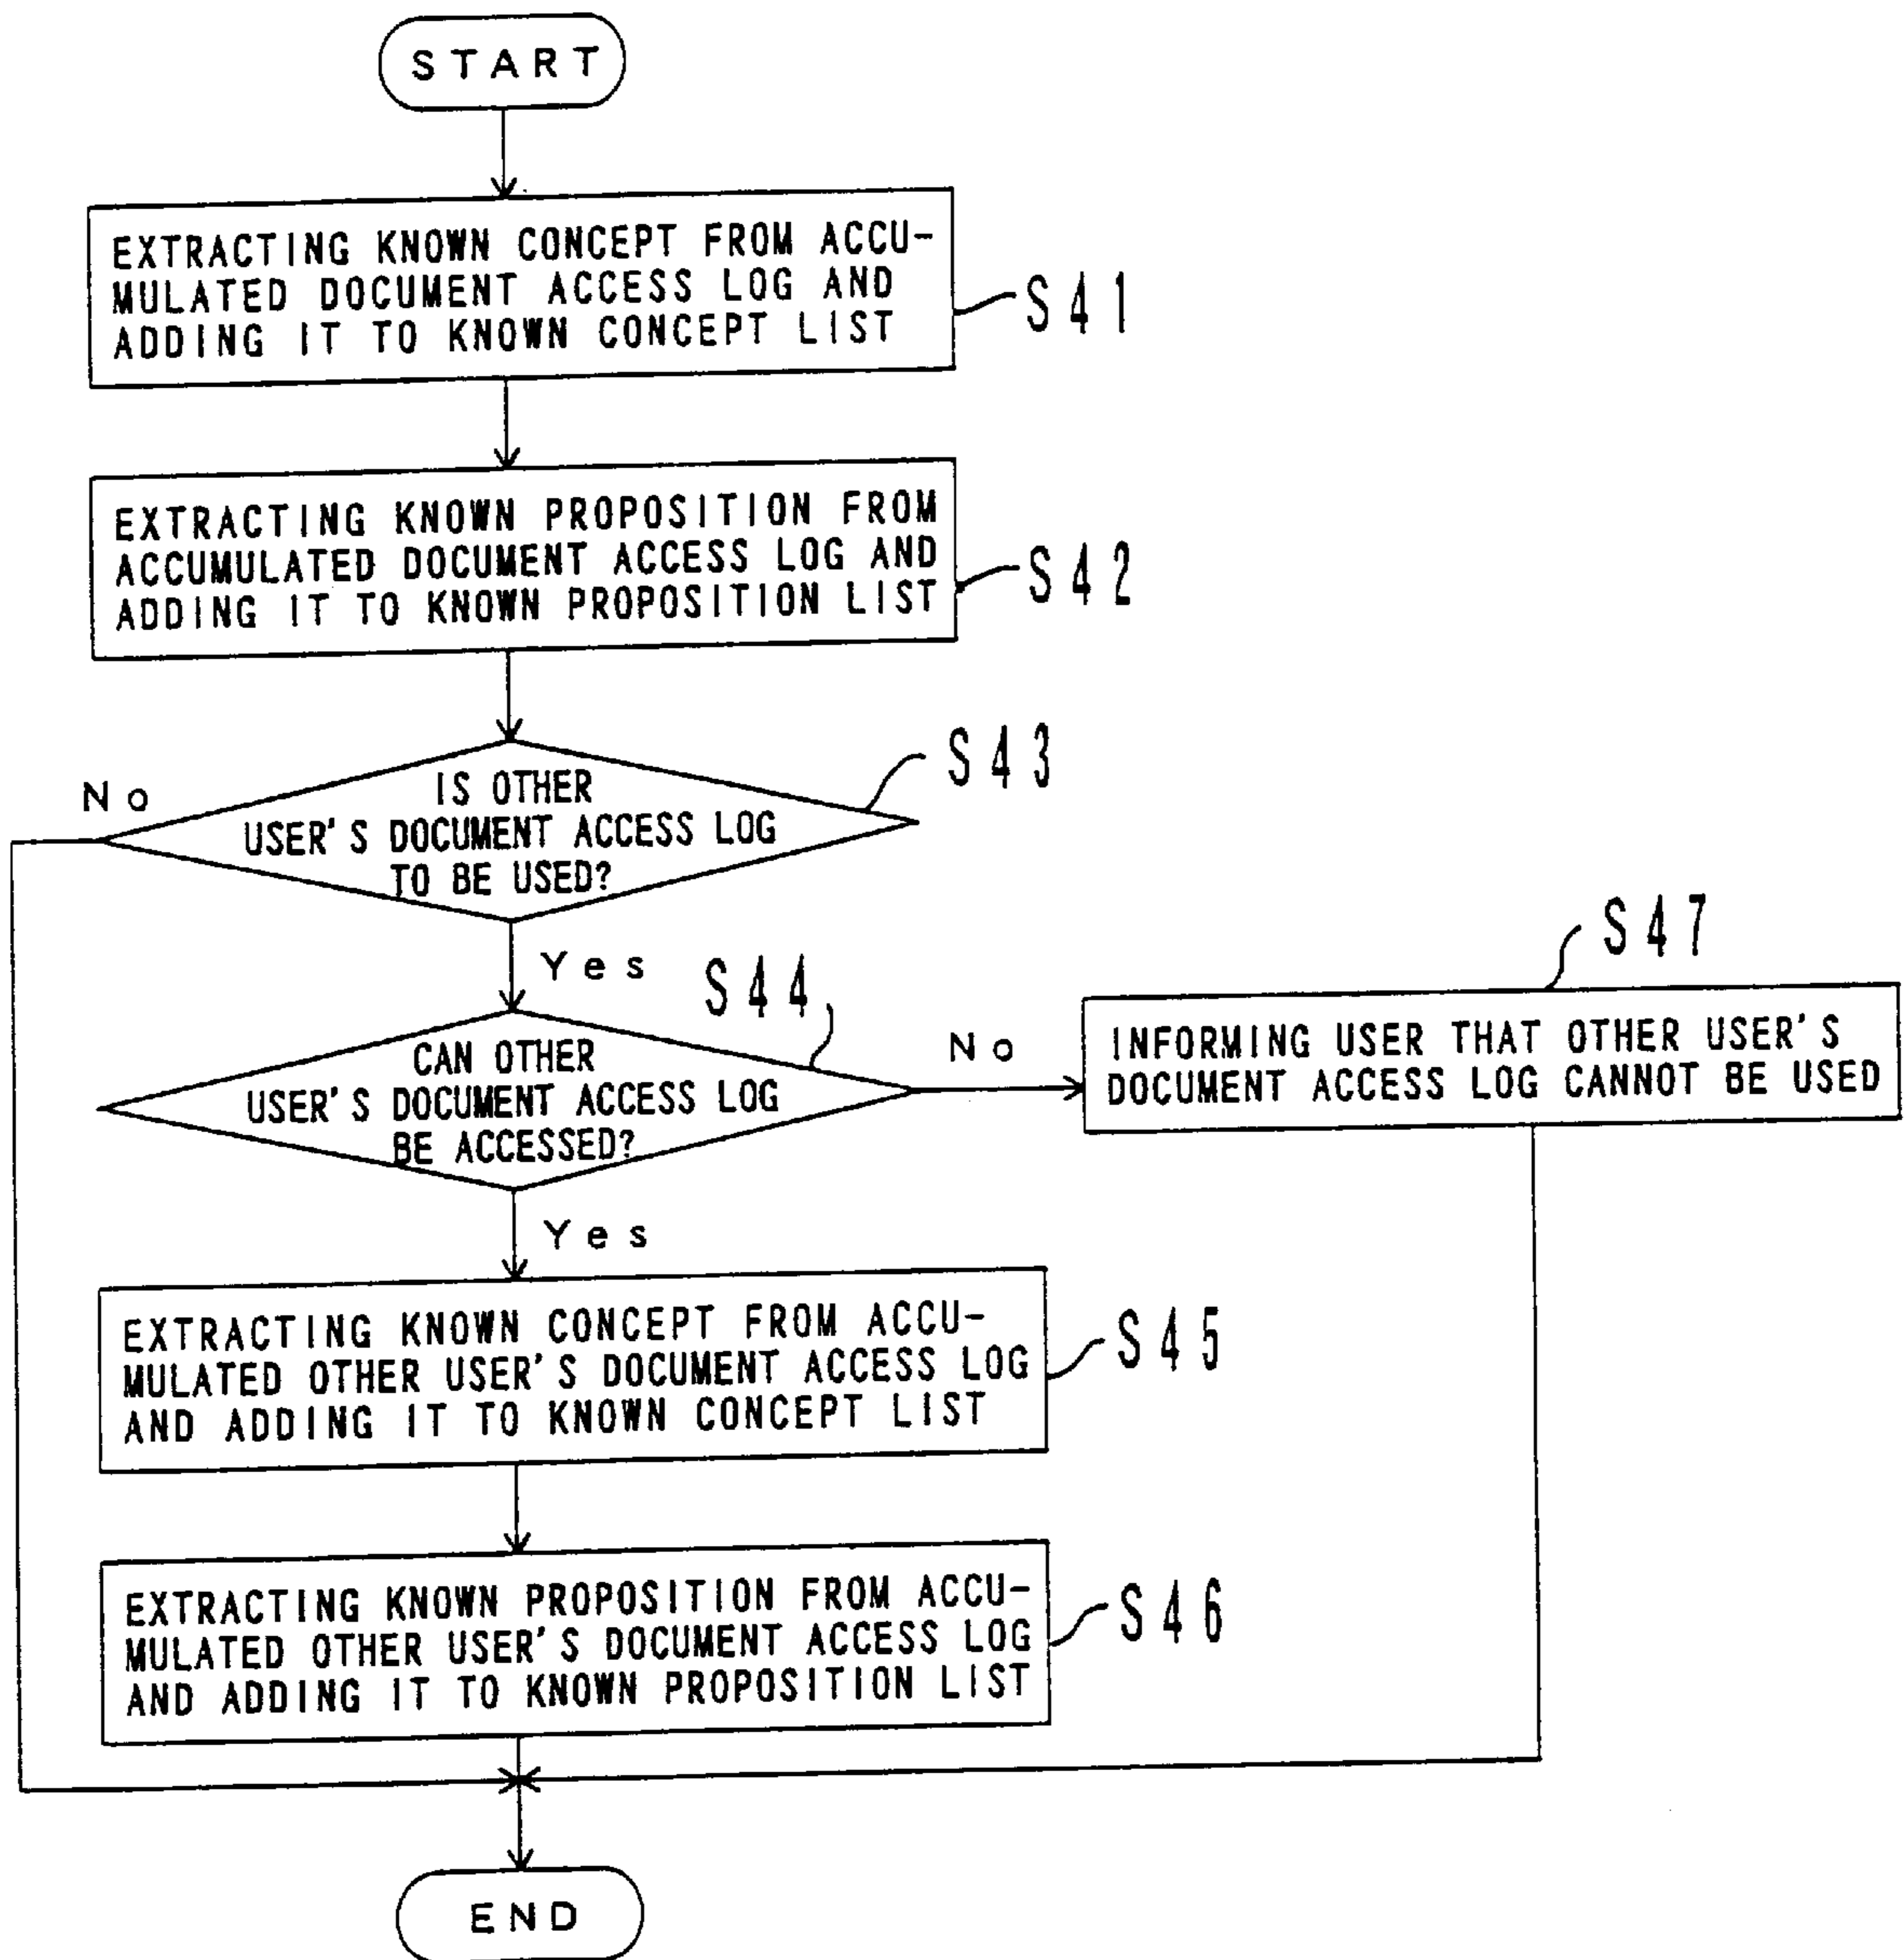 START
EXTRACTING KNOWN CONCEPT FROM ACCU-
MULATED DOCUMENT ACCESS LOG AND
ADDING IT TO KNOWN CONCEPT LIST
S41
EXTRACTING KNOWN PROPOSITION FROM
ACCUMULATED DOCUMENT ACCESS LOG AND
ADDING IT TO KNOWN PROPOSITION LIST
S42
S43
No
IS OTHER
USER'S DOCUMENT ACCESS LOG
TO BE USED?
Yes
S44
CAN OTHER
USER'S DOCUMENT ACCESS LOG
BE ACCESSED?
No
S47
INFORMING USER THAT OTHER USER'S
DOCUMENT ACCESS LOG CANNOT BE USED
Yes
EXTRACTING KNOWN CONCEPT FROM ACCU-
MULATED OTHER USER'S DOCUMENT ACCESS LOG
AND ADDING IT TO KNOWN CONCEPT LIST
S45
EXTRACTING KNOWN PROPOSITION FROM ACCU-
MULATED OTHER USER'S DOCUMENT ACCESS LOG
AND ADDING IT TO KNOWN PROPOSITION LIST
S46
END